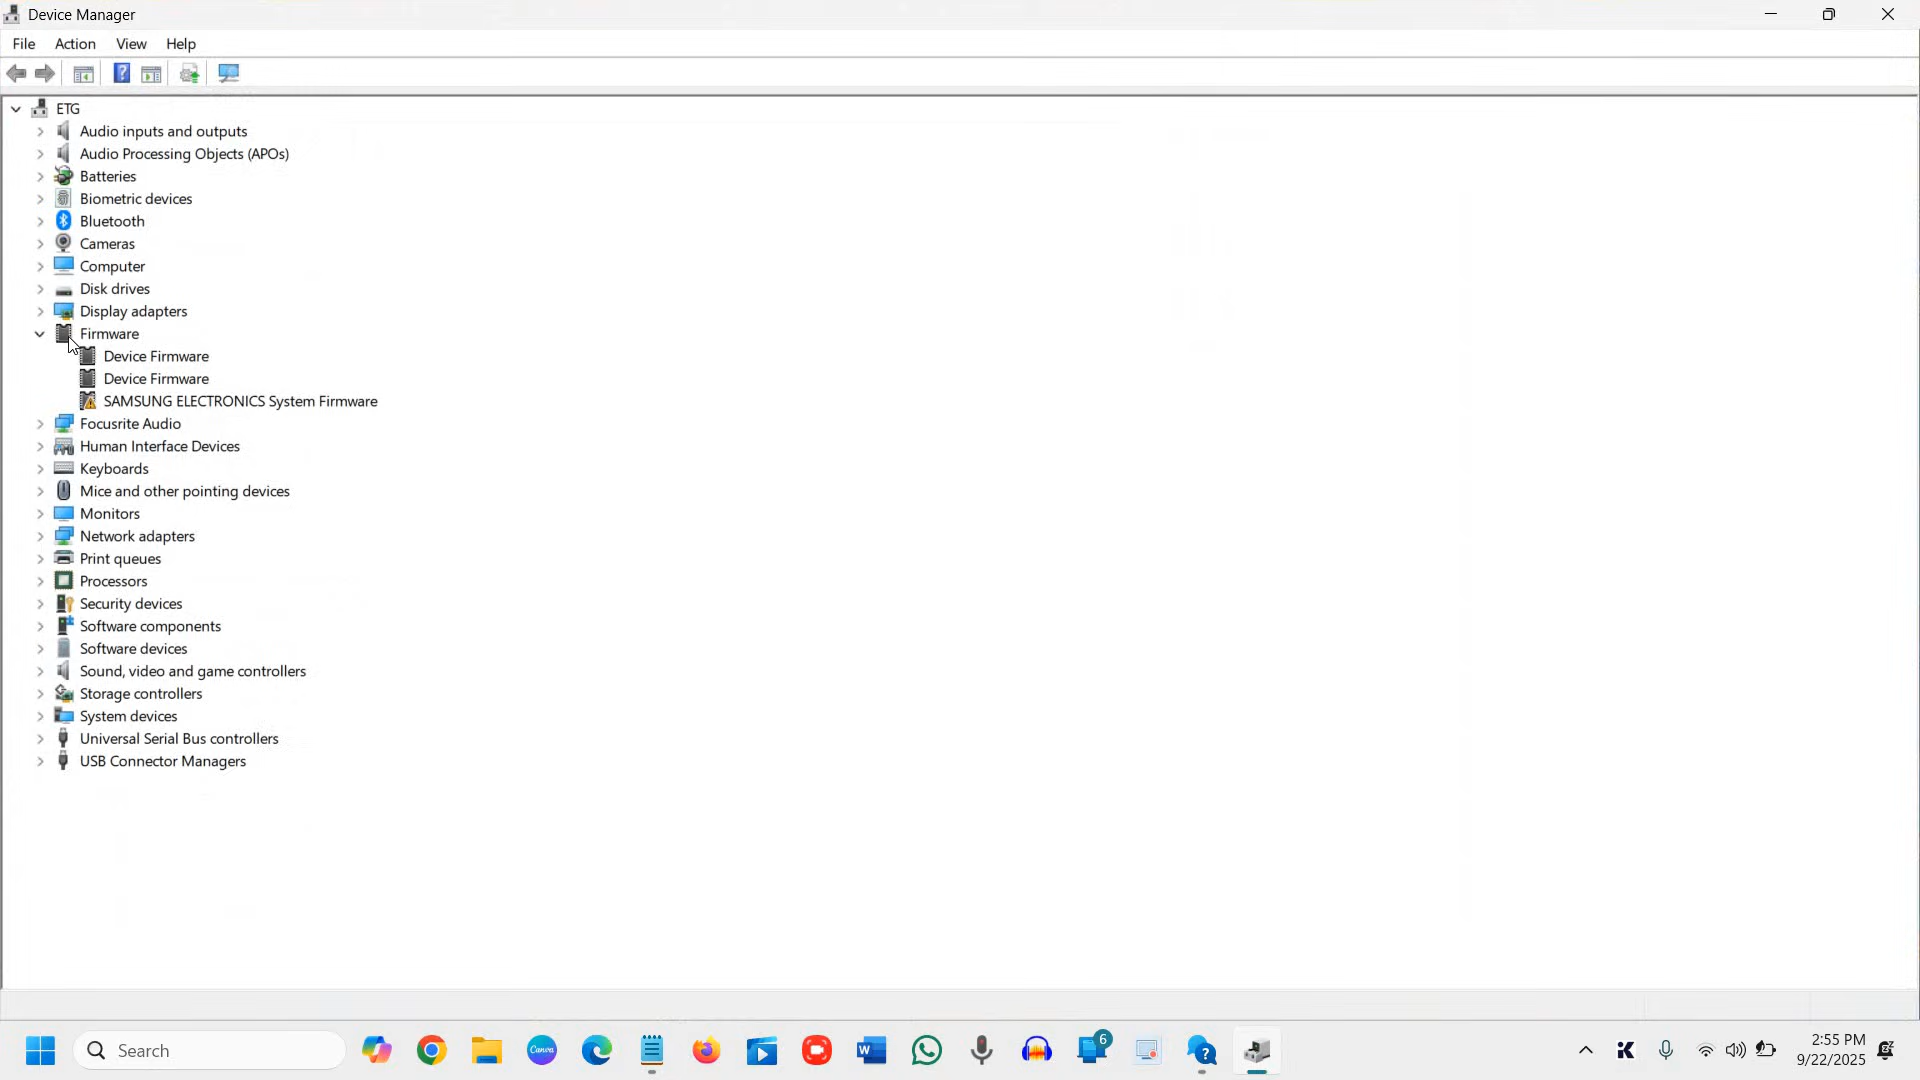 Device Manager
File Action View Help
ETG
Audio inputs and outputs
Audio Processing Objects (APOs)
Batteries
Biometric devices
Bluetooth
Cameras
Computer
Disk drives
Display adapters
Firmware
Device Firmware
Device Firmware
SAMSUNG ELECTRONICS System Firmware
Focusrite Audio
Human Interface Devices
Keyboards
Mice and other pointing devices
Monitors
Network adapters
Print queues
Processors
Security devices
Software components
Software devices
Sound, video and game controllers
Storage controllers
System devices
Universal Serial Bus controllers
USB Connector Managers
Search
Canva
6
2:55 PM
9/22/2025